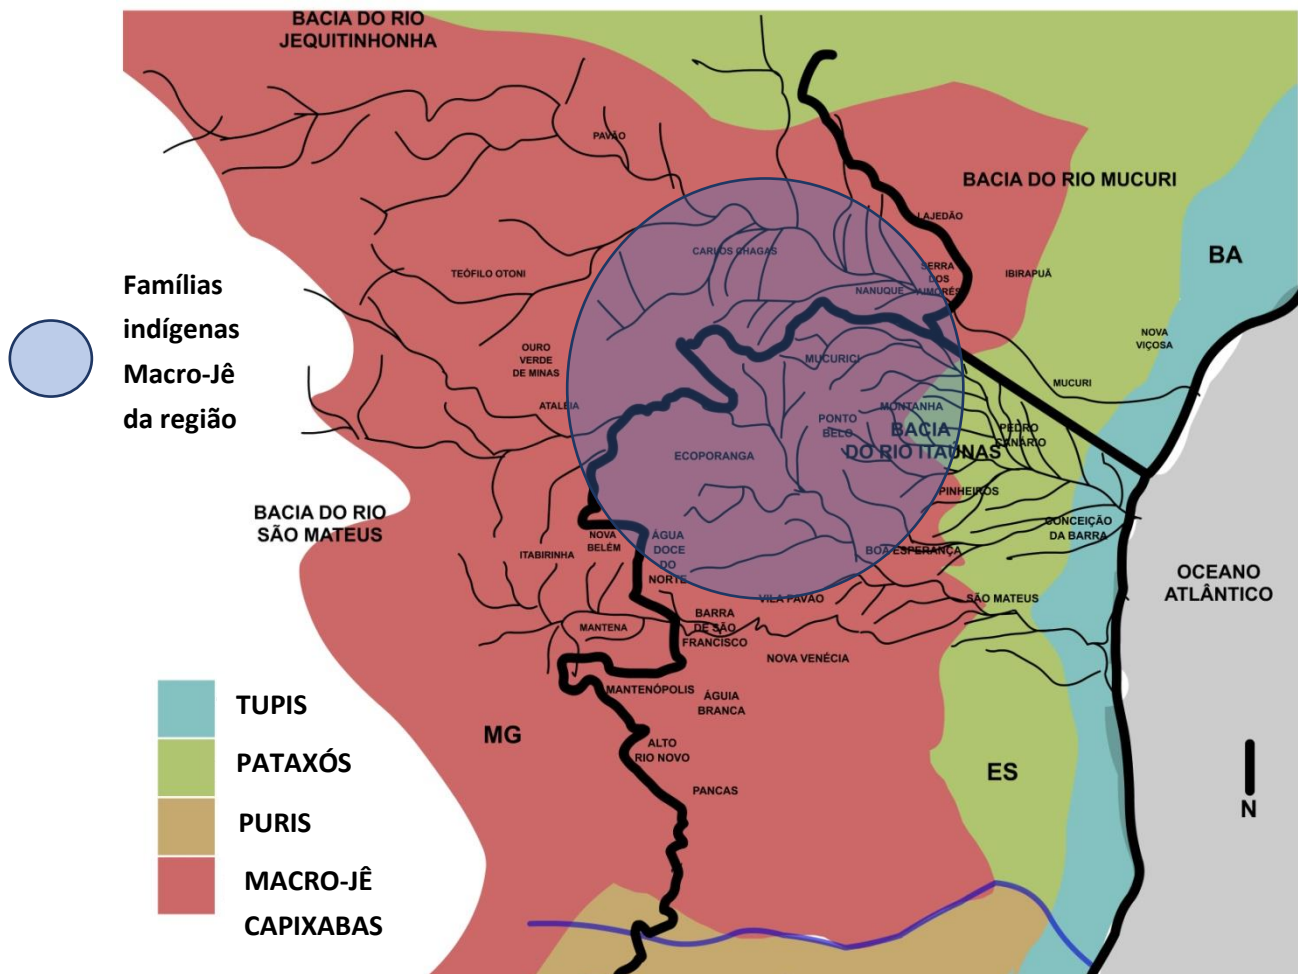 BACIA DO RIO
JEQUITINHONHA
PAVÃO
BACIA DO RIO MUCURI
LAJEDÃO
BA
CARLOS CHAGAS
SERRA
DOS
AIMORÉS
TEÓFILO OTONI
IBIRAPUÃ
NANUQUE
Famílias
indígenas
Macro-Jê
da região
NOVA
VIÇOSA
OURO
VERDE
DE MINAS
MUCURICI
MUCURI
ATALEIA
MONTANHA
PONTO
BELO
BACIA
DO RIO ITAÚNAS
PEDRO
CANÁRIO
ECOPORANGA
PINHEIROS
BACIA DO RIO
SÃO MATEUS
CONCEIÇÃO
DA BARRA
NOVA
BELÉM
ÁGUA
DOCE
DO
NORTE
ITABIRINHA
BOA ESPERANÇA
OCEANO
ATLÂNTICO
VILA PAVÃO
SÃO MATEUS
BARRA
DE SÃO
FRANCISCO
MANTENA
NOVA VENÉCIA
MANTENÓPOLIS
ÁGUIA
BRANCA
TUPIS
MG
ALTO
RIO NOVO
PATAXÓS
ES
PANCAS
N
PURIS
MACRO-JÊ
CAPIXABAS